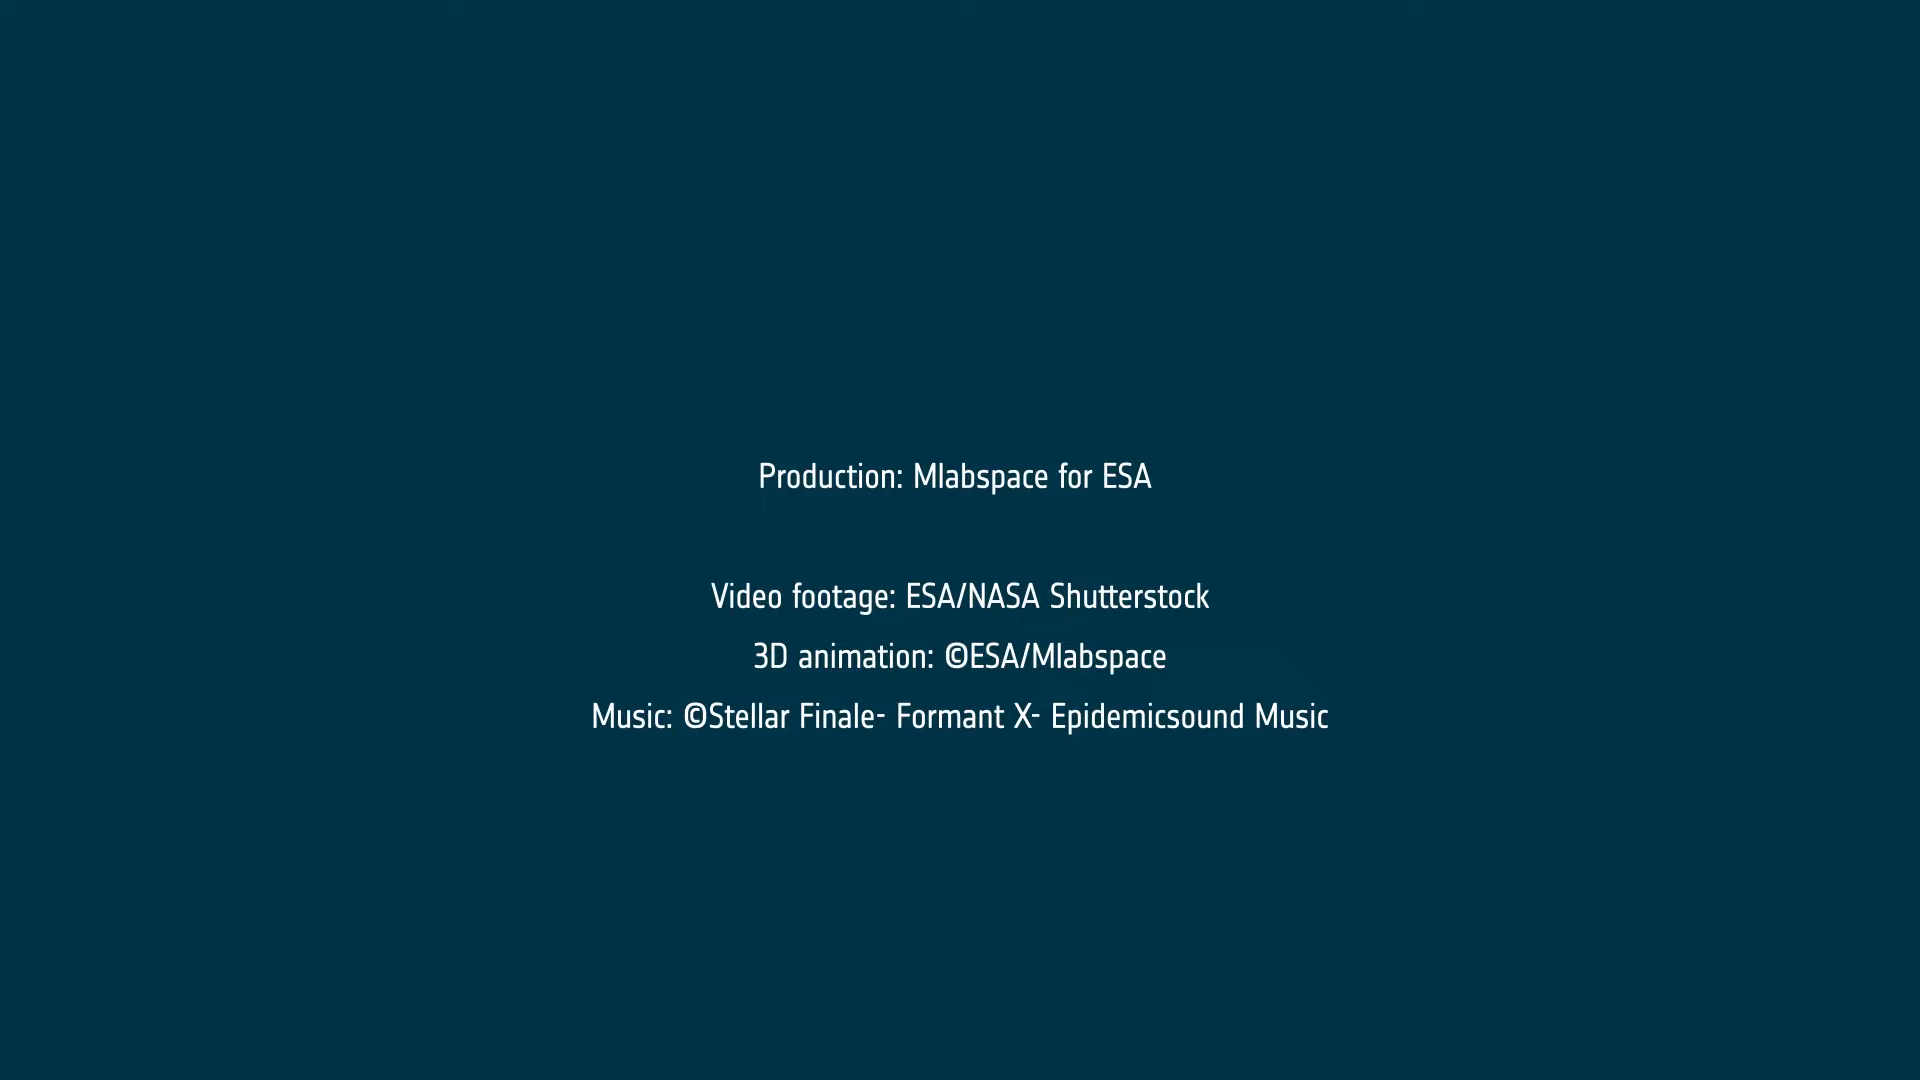 Production: Mlabspace for ESA
Video footage: ESA/NASA Shutterstock
3D animation: ©ESA/Mlabspace
Music: ©Stellar Finale- Formant X- Epidemicsound Music